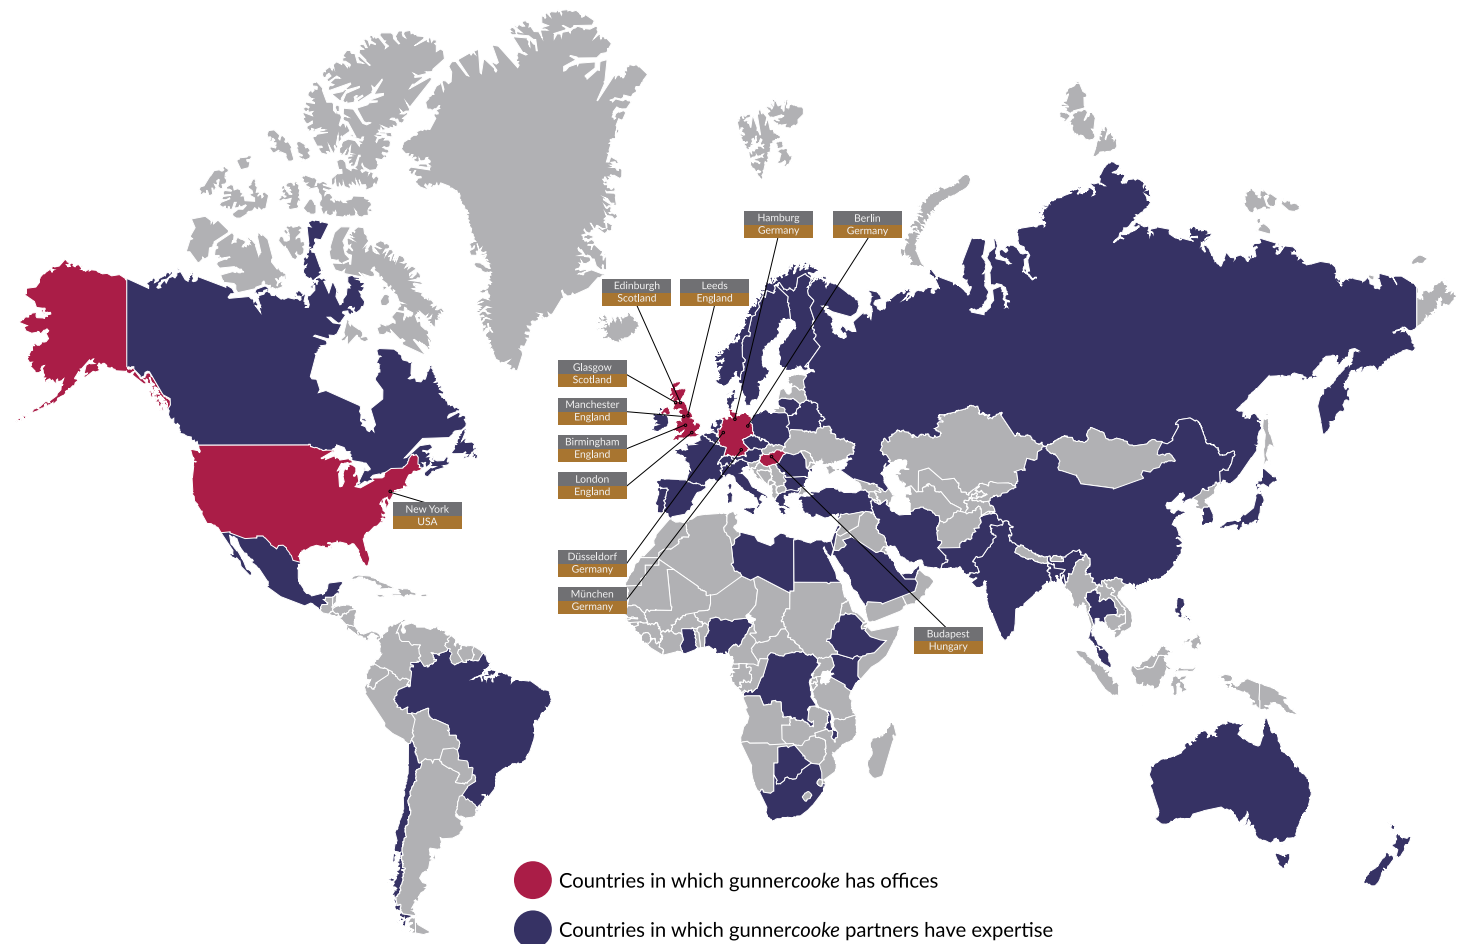 Hamburg
Germany
Berlin
Germany
Edinburgh
Scotland
Leeds
England
Glasgow
Scotland
Manchester
England
Birmingham
England
London
England
New York
USA
Düsseldorf
Germany
München
Germany
Budapest
Hungary
Countries in which gunnercooke has offices
Countries in which gunnercooke partners have expertise